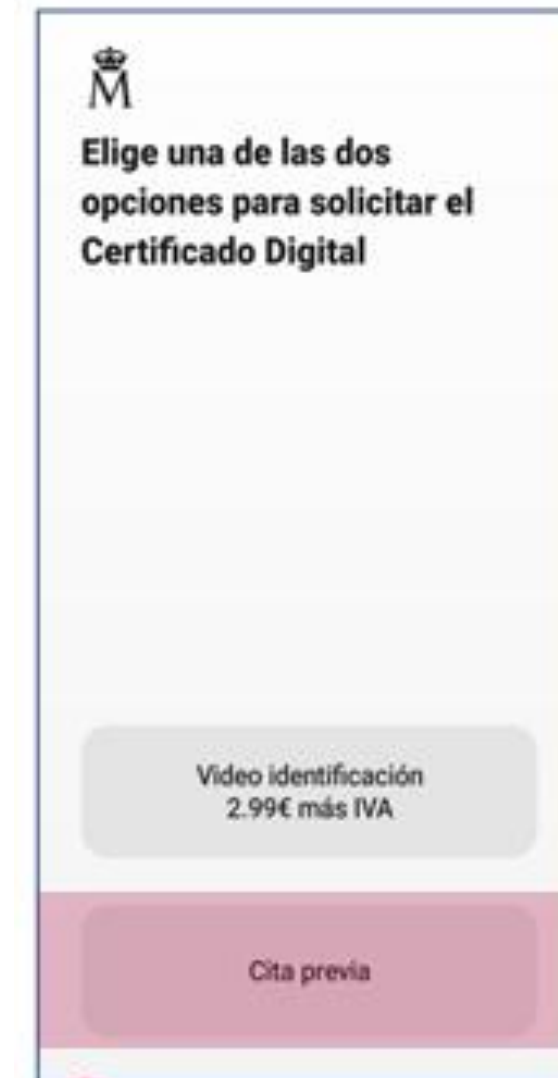 M
Elige una de las dos
opciones para solicitar el
Certificado Digital
Video identificación
2.99€ más IVA
Cita previa